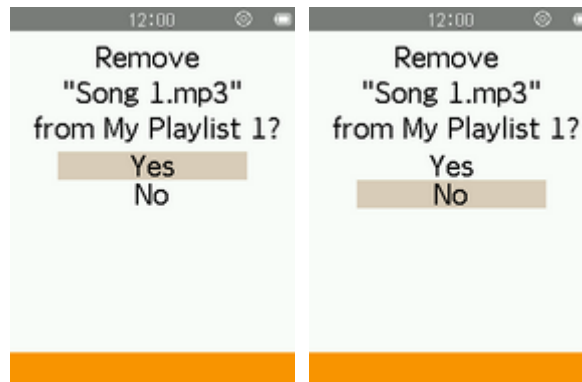 12:00
Remove
"Song 1.mp3"
from My Playlist 1?
Yes
No
12:00
Remove
"Song 1.mp3"
from My Playlist 1?
Yes
No